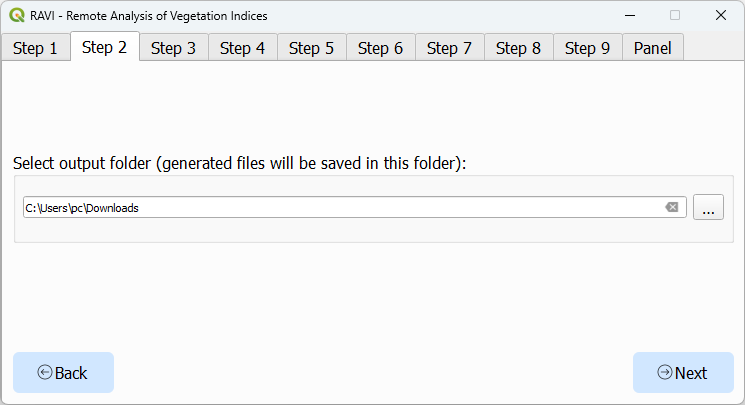 RAVI - Remote Analysis of Vegetation Indices
Step 1 Step 2 Step 3 Step 4 Step 5 Step 6 Step 7 Step 8 Step 9 Panel
Select output folder (generated files will be saved in this folder):
C:\Users\pc\Downloads ...
Back Next